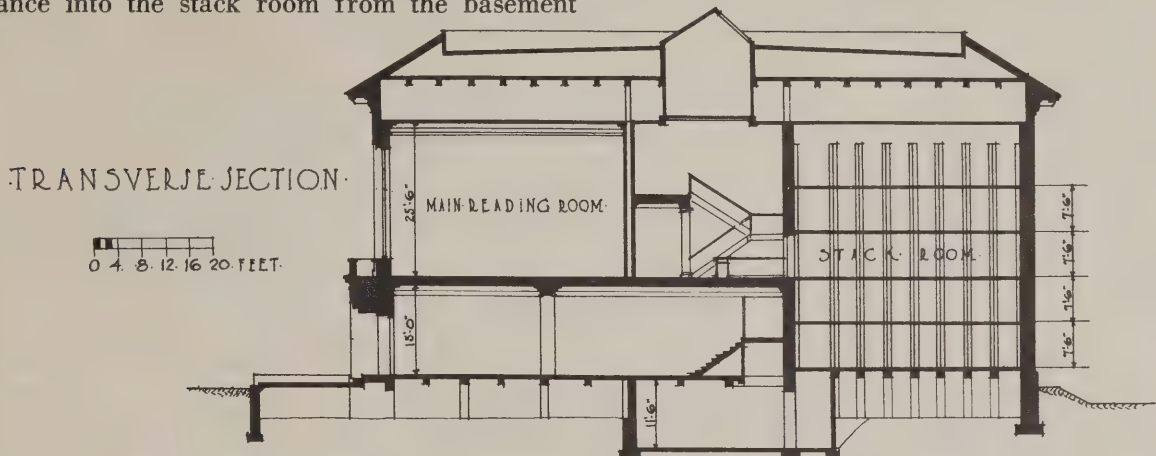 ance into the stack room from the basement
·TRANSVERSE·SECTION·
0 4· 8· 12· 16 20· FEET·
25'-6"
MAIN·READING ROOM·
STACK ROOM·
7'-6"
7'-6"
7'-6"
7'-6"
15'-0"
11'-6"